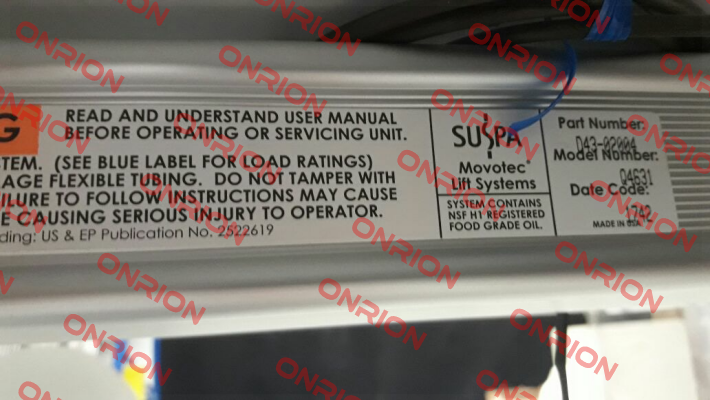 G
READ AND UNDERSTAND USER MANUAL
BEFORE OPERATING OR SERVICING UNIT.
STEM. (SEE BLUE LABEL FOR LOAD RATINGS)
AGE FLEXIBLE TUBING. DO NOT TAMPER WITH
ILURE TO FOLLOW INSTRUCTIONS MAY CAUSE
E CAUSING SERIOUS INJURY TO OPERATOR.
ding: US & EP Publication No. 2522619
SUSPA
Movotec
Lift Systems
SYSTEM CONTAINS
NSF H1 REGISTERED
FOOD GRADE OIL.
Part Number:
D43-02004
Model Number:
04631
Date Code:
1742
MADE IN USA
ONRION